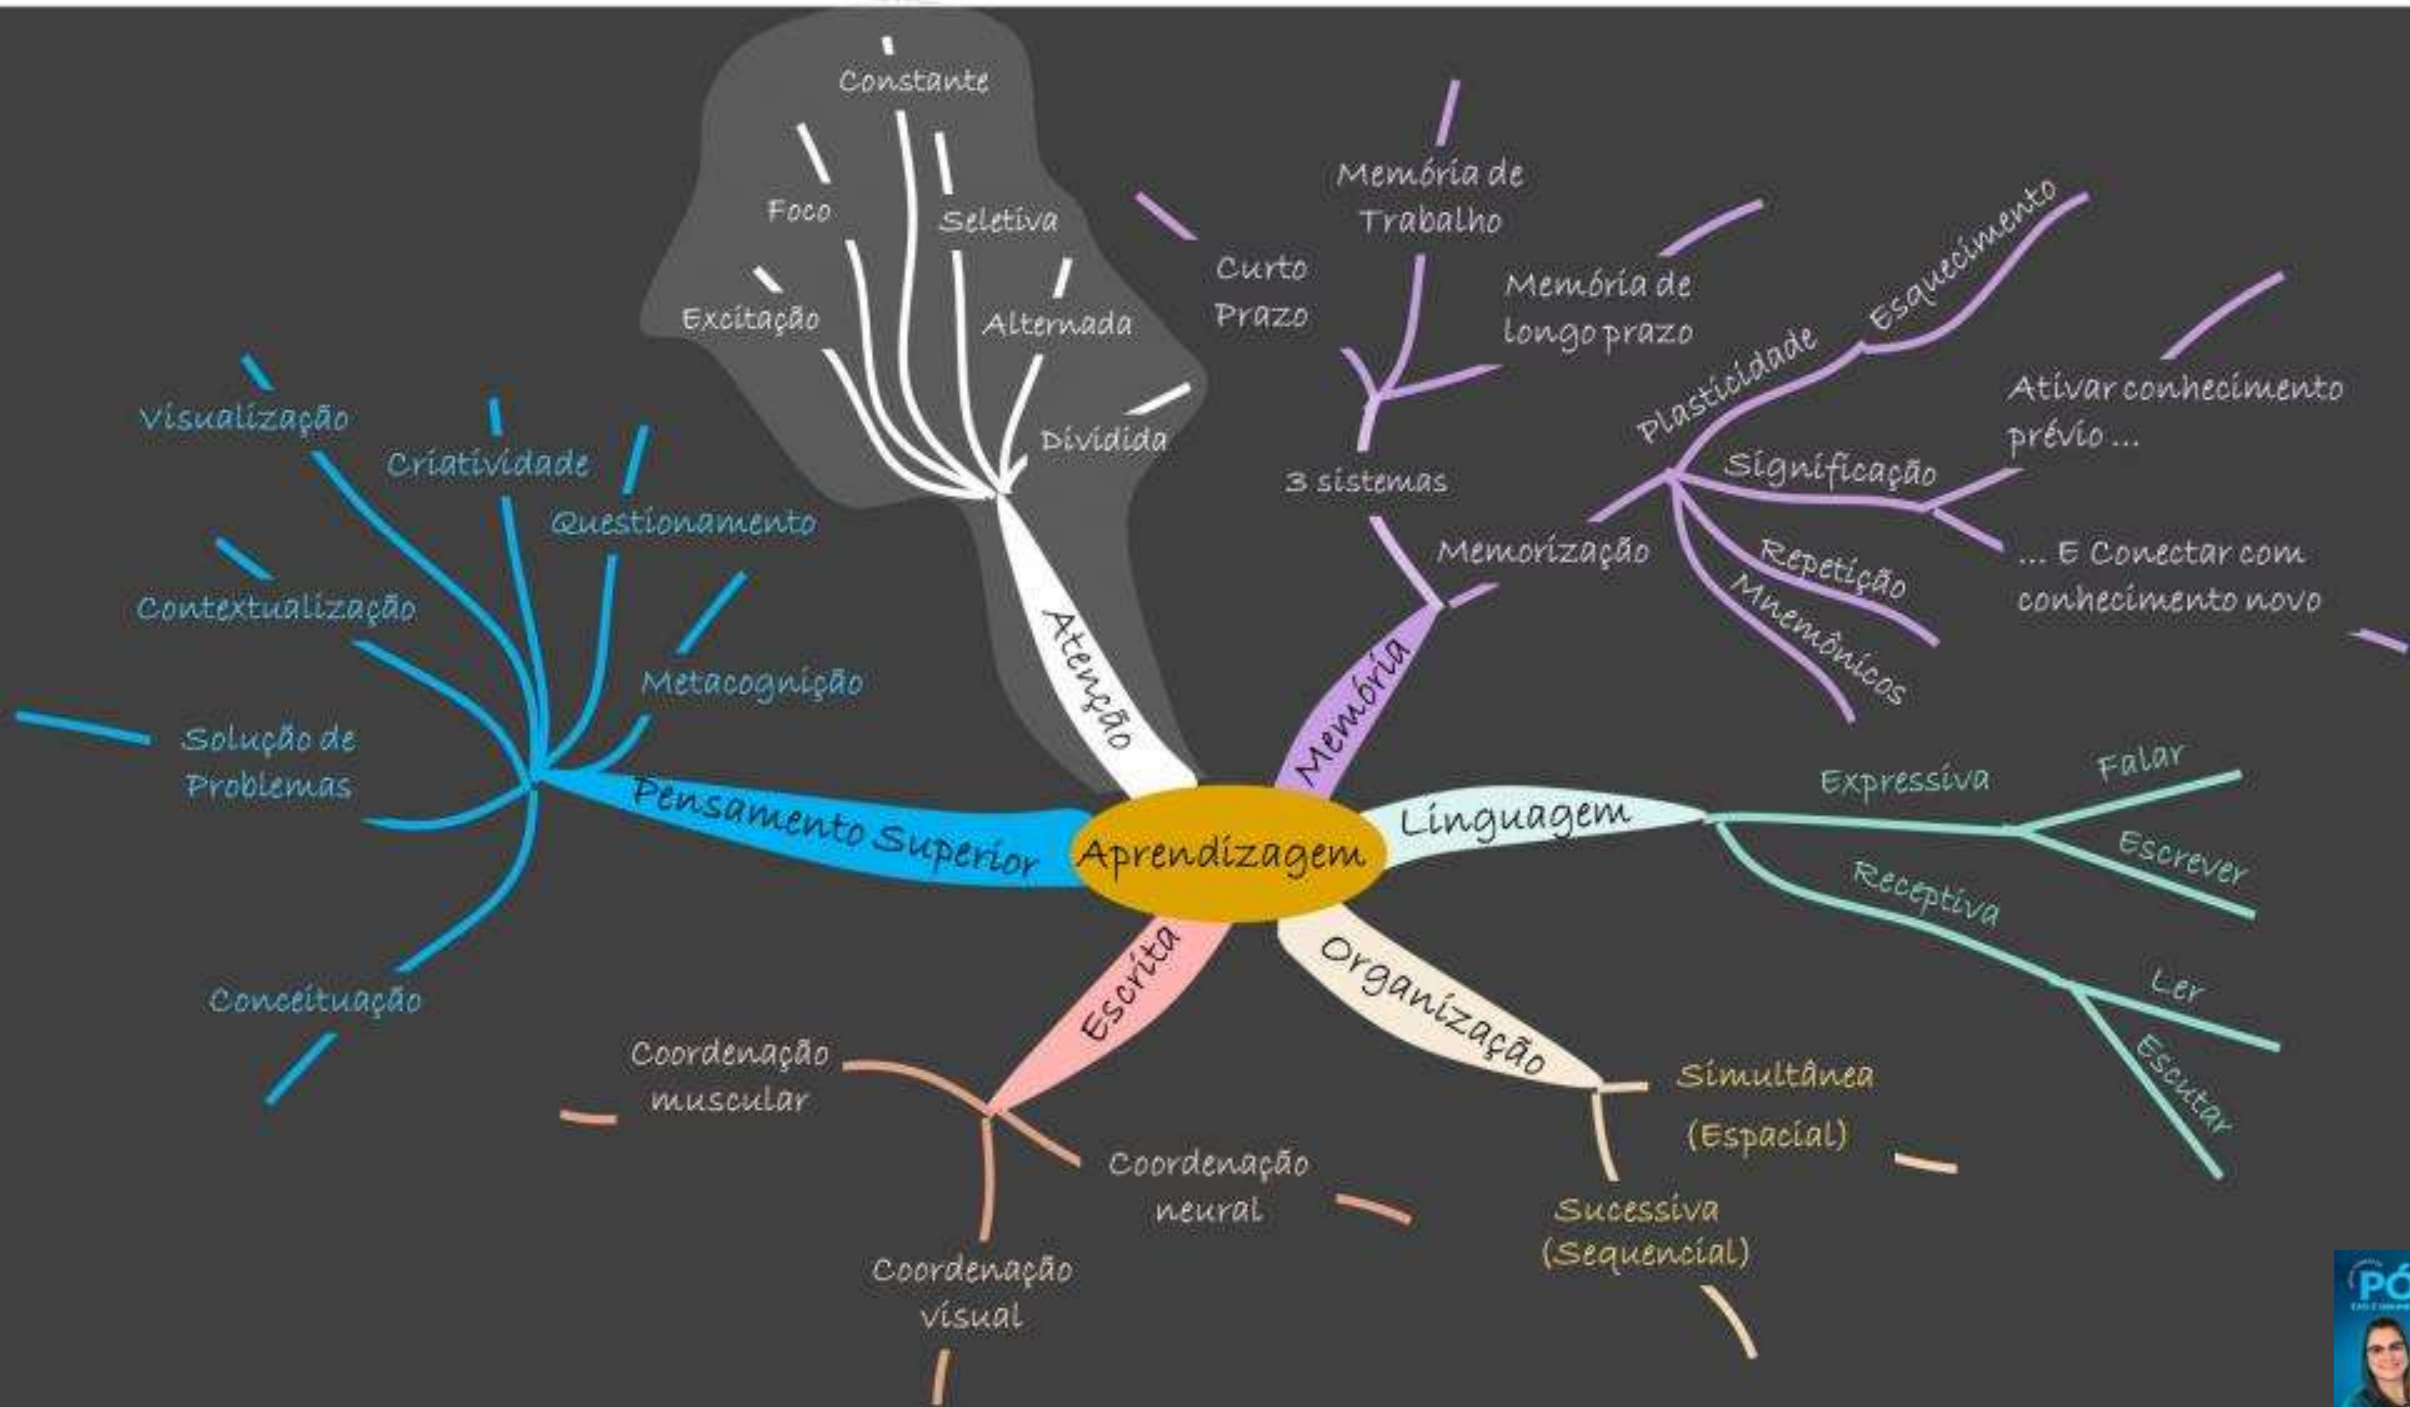 Constante
Foco
Seletiva
Excitação
Alternada
Dividida
Atenção
Curto
Prazo
Memória de
Trabalho
Memória de
longo prazo
3 sistemas
Memorização
Memória
Plasticidade
Esquecimento
Significação
Ativar conhecimento
prévio ...
... E Conectar com
conhecimento novo
Repetição
Mnemônicos
Visualização
Criatividade
Questionamento
Contextualização
Metacognição
Solução de
Problemas
Conceituação
Pensamento Superior
Aprendizagem
Linguagem
Expressiva
Falar
Escrever
Receptiva
Ler
Escutar
Escrita
Coordenação
muscular
Coordenação
neural
Coordenação
visual
Organização
Simultânea
(Espacial)
Sucessiva
(Sequencial)
PÓ